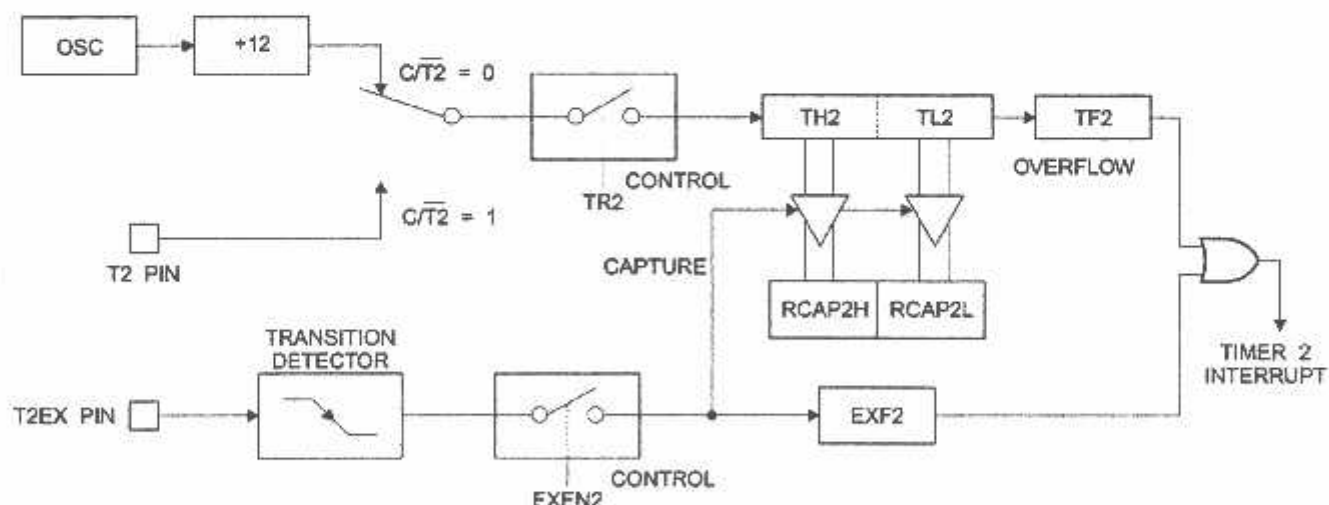 OSC
+12
C/T2 = 0
TH2
TL2
TF2
OVERFLOW
CONTROL
TR2
C/T2 = 1
T2 PIN
CAPTURE
RCAP2H
RCAP2L
TRANSITION
DETECTOR
TIMER 2
INTERRUPT
T2EX PIN
EXF2
CONTROL
EXEN2